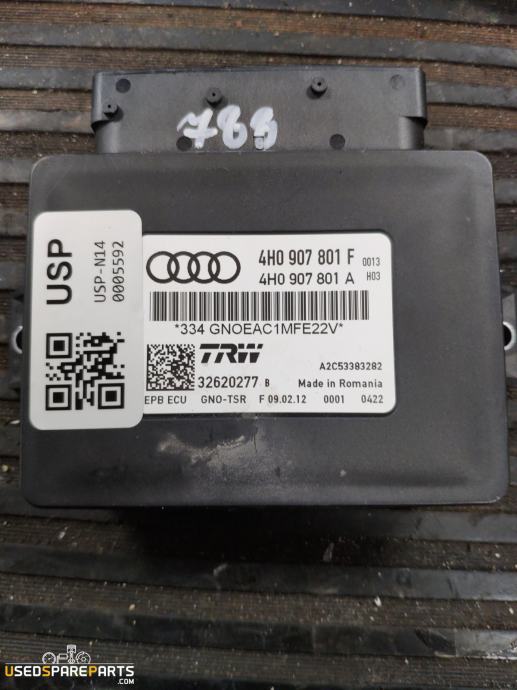 788
USP
USP-N14
0005592
4H0 907 801 F 0013
4H0 907 801 A H03
*334 GNOEAC1MFE22V*
TRW
A2C53383282
32620277 B Made in Romania
EPB ECU GNO-TSR F 09.02.12 0001 0422
USEDSPAREPARTS.COM